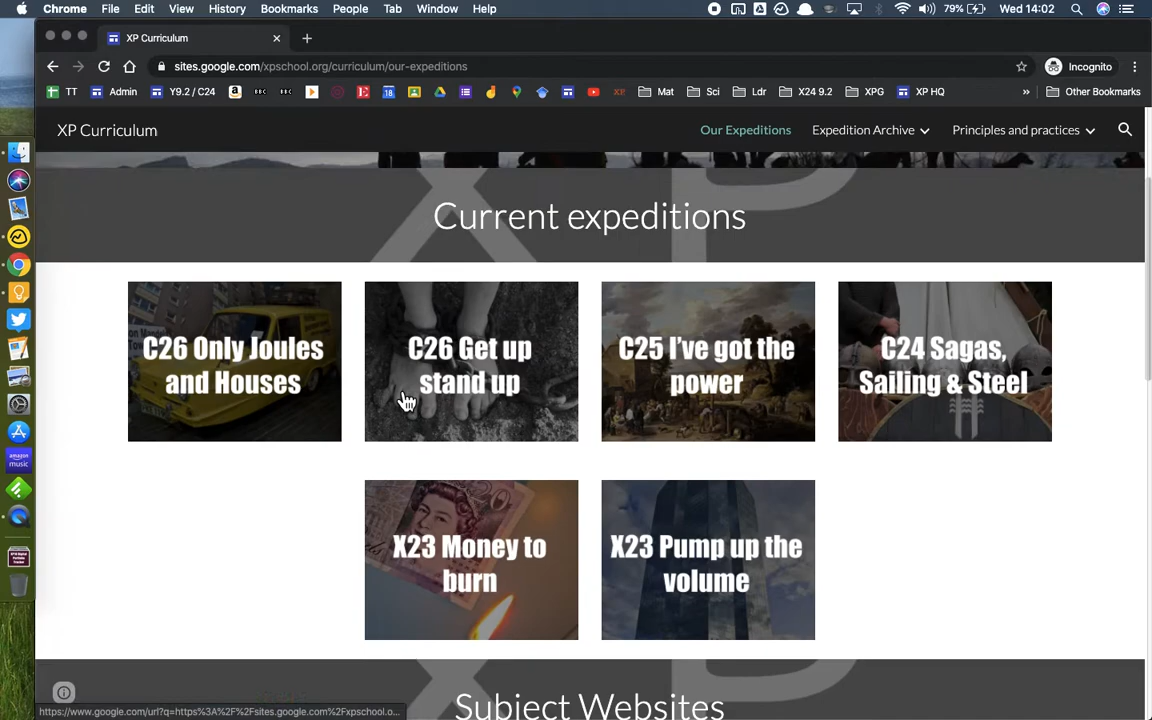 Chrome File Edit View History Bookmarks People Tab Window Help 79% Wed 14:02
XP Curriculum
sites.google.com/xpschool.org/curriculum/our-expeditions Incognito
TT Admin Y9.2 / C24 Mat Sci Ldr X24 9.2 XPG XP HQ » Other Bookmarks
XP Curriculum Our Expeditions Expedition Archive Principles and practices
Current expeditions
C26 Only Joules
and Houses
C26 Get up
stand up
C25 I've got the
power
C24 Sagas,
Sailing & Steel
X23 Money to
burn
X23 Pump up the
volume
Subject Websites
https://www.google.com/url?q=https%3A%2F%2Fsites.google.com%2Fxpschool.o...